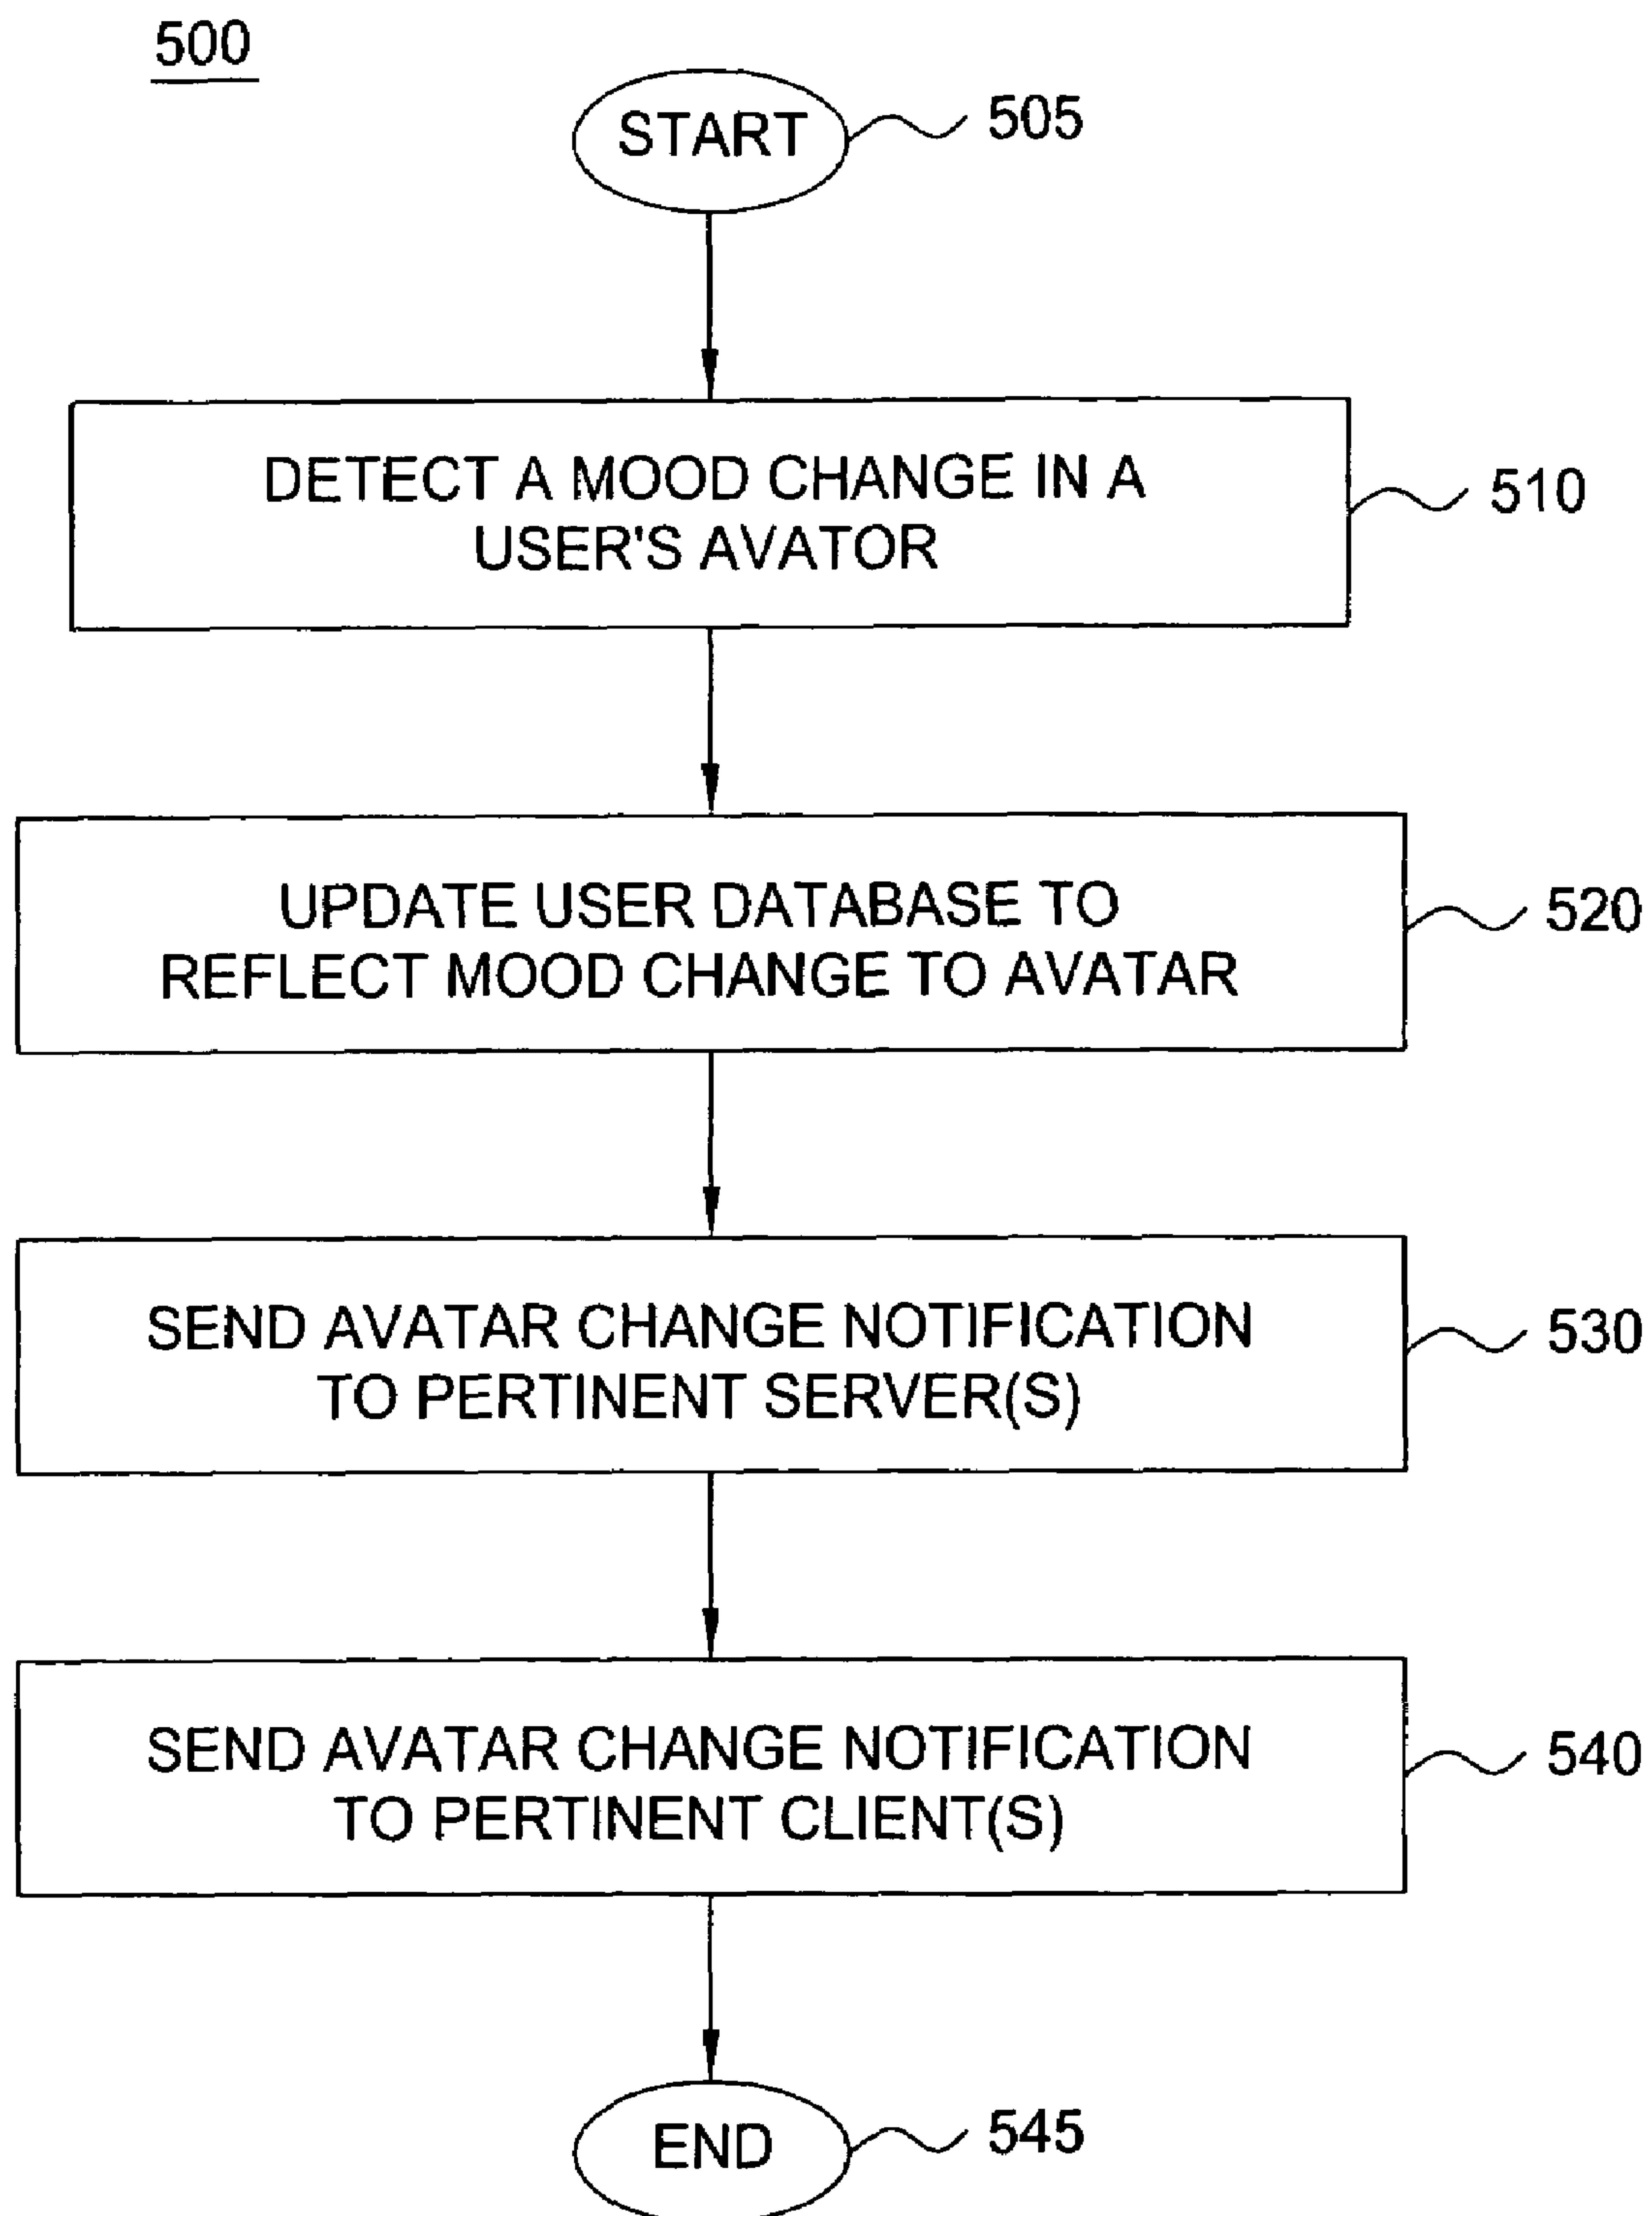 500
START
505
DETECT A MOOD CHANGE IN A
USER'S AVATOR
510
UPDATE USER DATABASE TO
REFLECT MOOD CHANGE TO AVATAR
520
SEND AVATAR CHANGE NOTIFICATION
TO PERTINENT SERVER(S)
530
SEND AVATAR CHANGE NOTIFICATION
TO PERTINENT CLIENT(S)
540
END
545